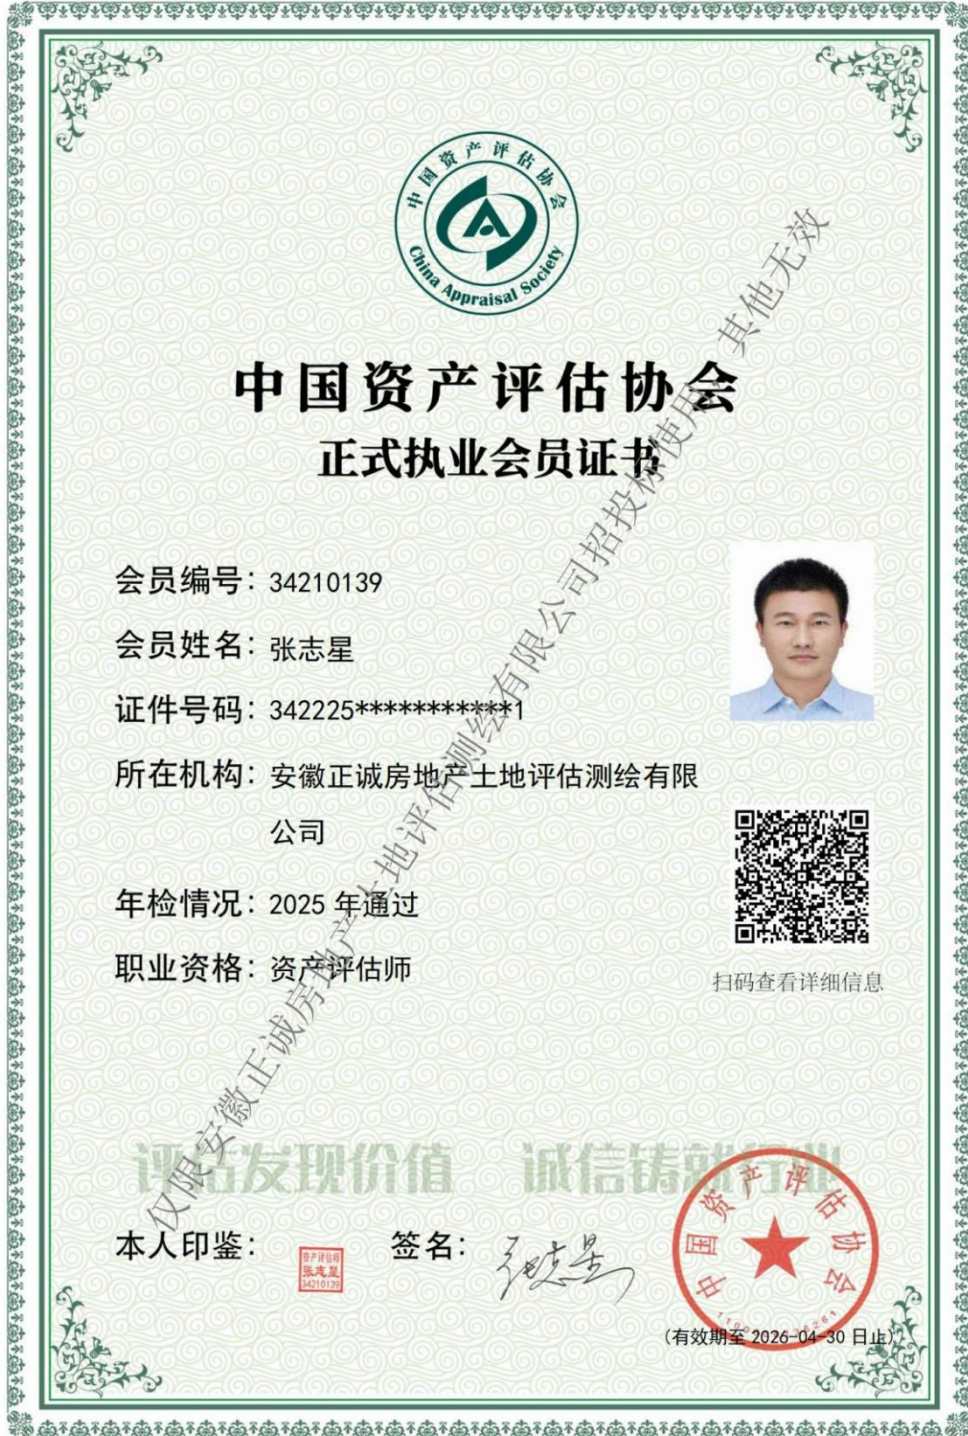 中国资产评估协会
China Appraisal Society
中国资产评估协会
正式执业会员证书
会员编号：34210139
会员姓名：张志星
证件号码：342225***********1
所在机构：安徽正诚房地产土地评估测绘有限
公司
年检情况：2025 年通过
职业资格：资产评估师
扫码查看详细信息
仅限安徽正诚房地产土地评估测绘有限公司招投标使用，其他无效
评估发现价值 诚信铸就行业
本人印鉴：
资产评估师
张志星
34210139
签名：
张志星
中国资产评估协会
(有效期至 2026-04-30 日止)